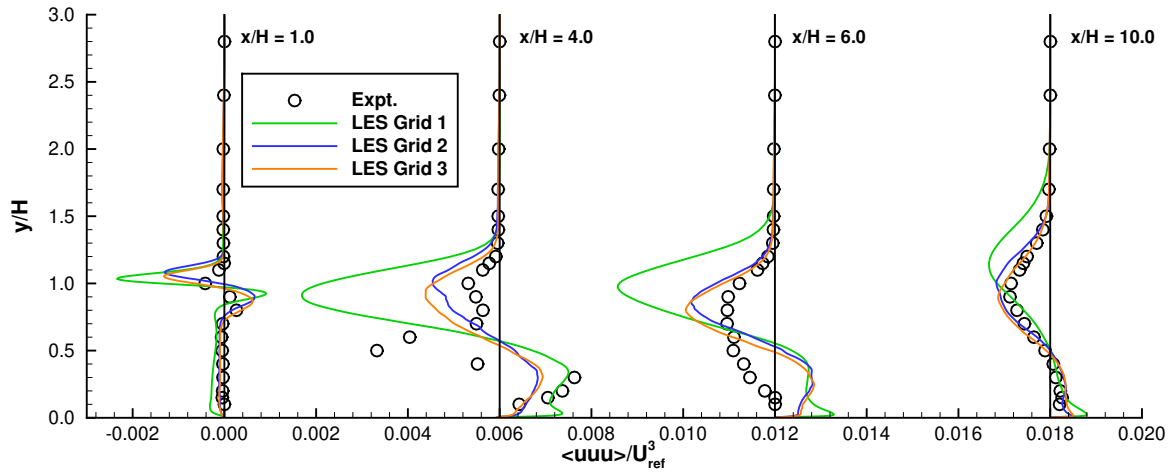 x/H = 1.0
x/H = 4.0
x/H = 6.0
x/H = 10.0
Expt.
LES Grid 1
LES Grid 2
LES Grid 3
y/H
3.0
2.5
2.0
1.5
1.0
0.5
0.0
-0.002
0.000
0.002
0.004
0.006
0.008
0.010
0.012
0.014
0.016
0.018
0.020
<uuu>/U³ref